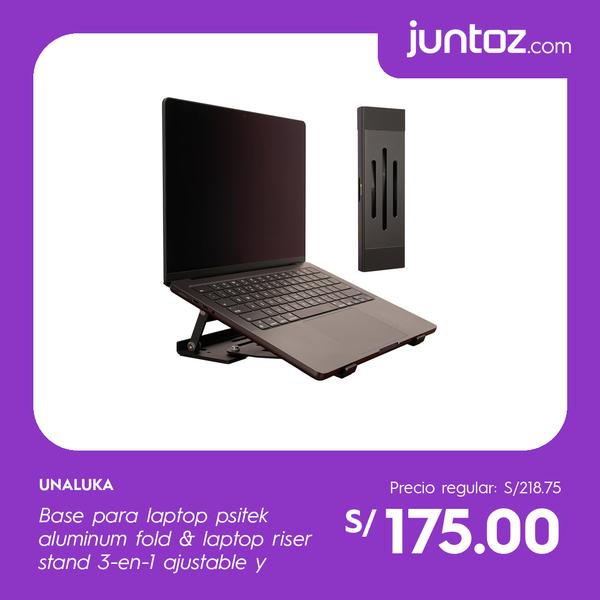 juntoz.com
UNALUKA
Base para laptop psitek
aluminum fold & laptop riser
stand 3-en-1 ajustable y
Precio regular: S/218.75
S/175.00